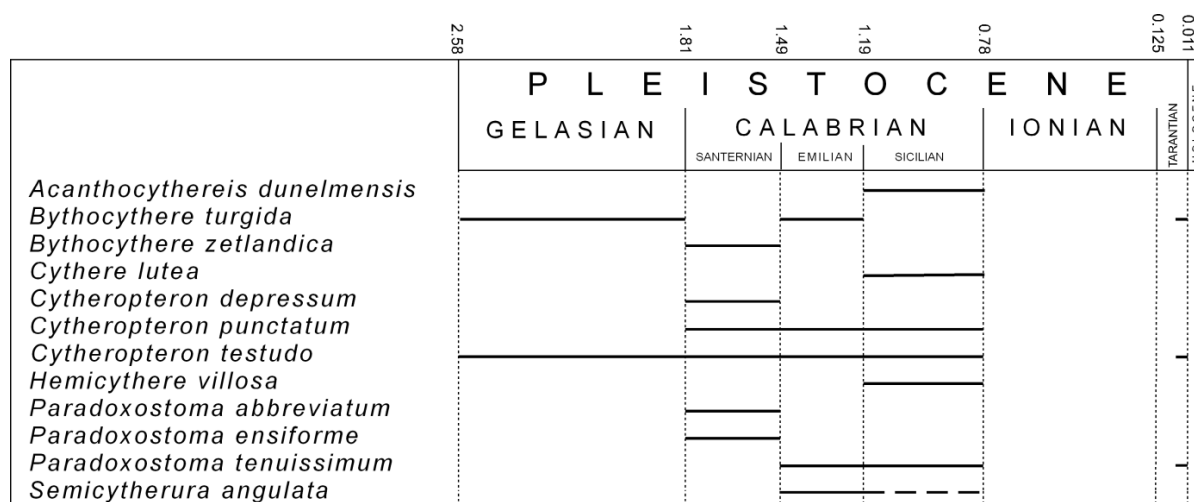 2.58 1.81 1.49 1.19 0.78 0.125 0.011
PLEISTOCENE
GELASIAN CALABRIAN IONIAN TARANTIAN
SANTERNIAN EMILIAN SICILIAN
Acanthocythereis dunelmensis
Bythocythere turgida
Bythocythere zetlandica
Cythere lutea
Cytheropteron depressum
Cytheropteron punctatum
Cytheropteron testudo
Hemicythere villosa
Paradoxostoma abbreviatum
Paradoxostoma ensiforme
Paradoxostoma tenuissimum
Semicytherura angulata